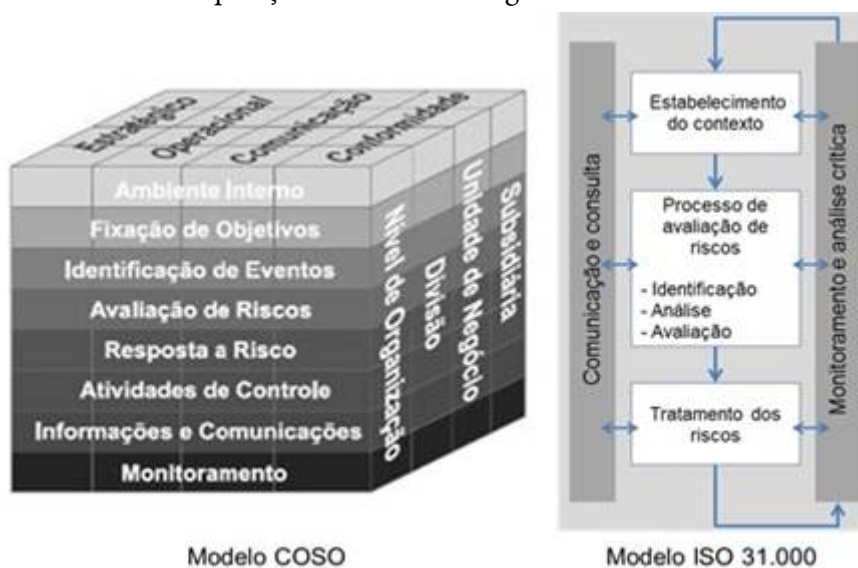 Estratégico
Operacional
Comunicação
Conformidade
Ambiente Interno
Fixação de Objetivos
Identificação de Eventos
Avaliação de Riscos
Resposta a Risco
Atividades de Controle
Informações e Comunicações
Monitoramento
Nível de Organização
Divisão
Unidade de Negócio
Subsidiária
Modelo COSO
Comunicação e consulta
Estabelecimento
do contexto
Processo de
avaliação de
riscos
- Identificação
- Análise
- Avaliação
Tratamento dos
riscos
Monitoramento e análise crítica
Modelo ISO 31.000